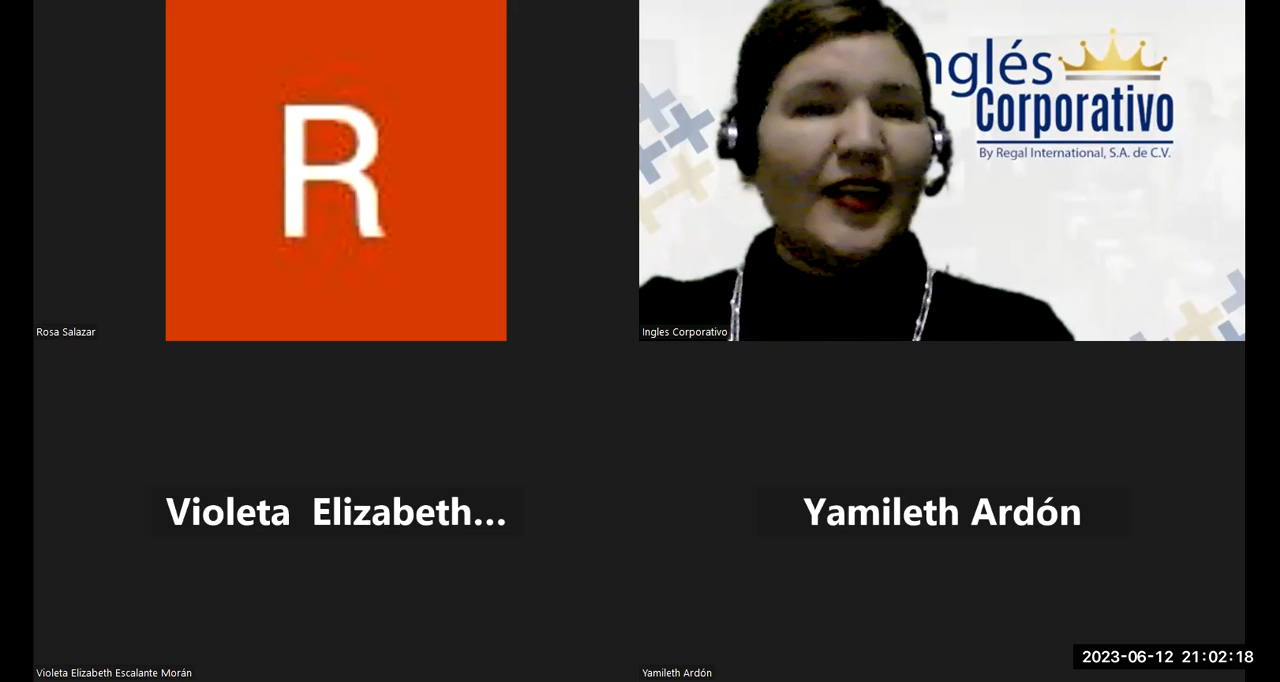 R
Rosa Salazar
nglés
Corporativo
By Regal International, S.A. de C.V.
Ingles Corporativo
Violeta Elizabeth...
Yamileth Ardón
Violeta Elizabeth Escalante Morán
Yamileth Ardón
2023-06-12 21:02:18